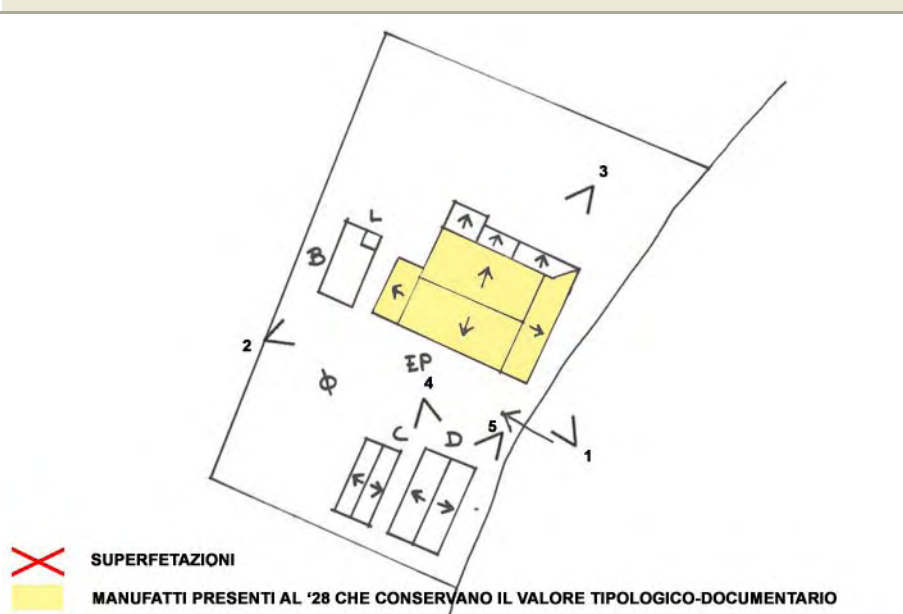 3
L
B
2
EP
4
ф
5
C
D
1
SUPERFETAZIONI
MANUFATTI PRESENTI AL '28 CHE CONSERVANO IL VALORE TIPOLOGICO-DOCUMENTARIO